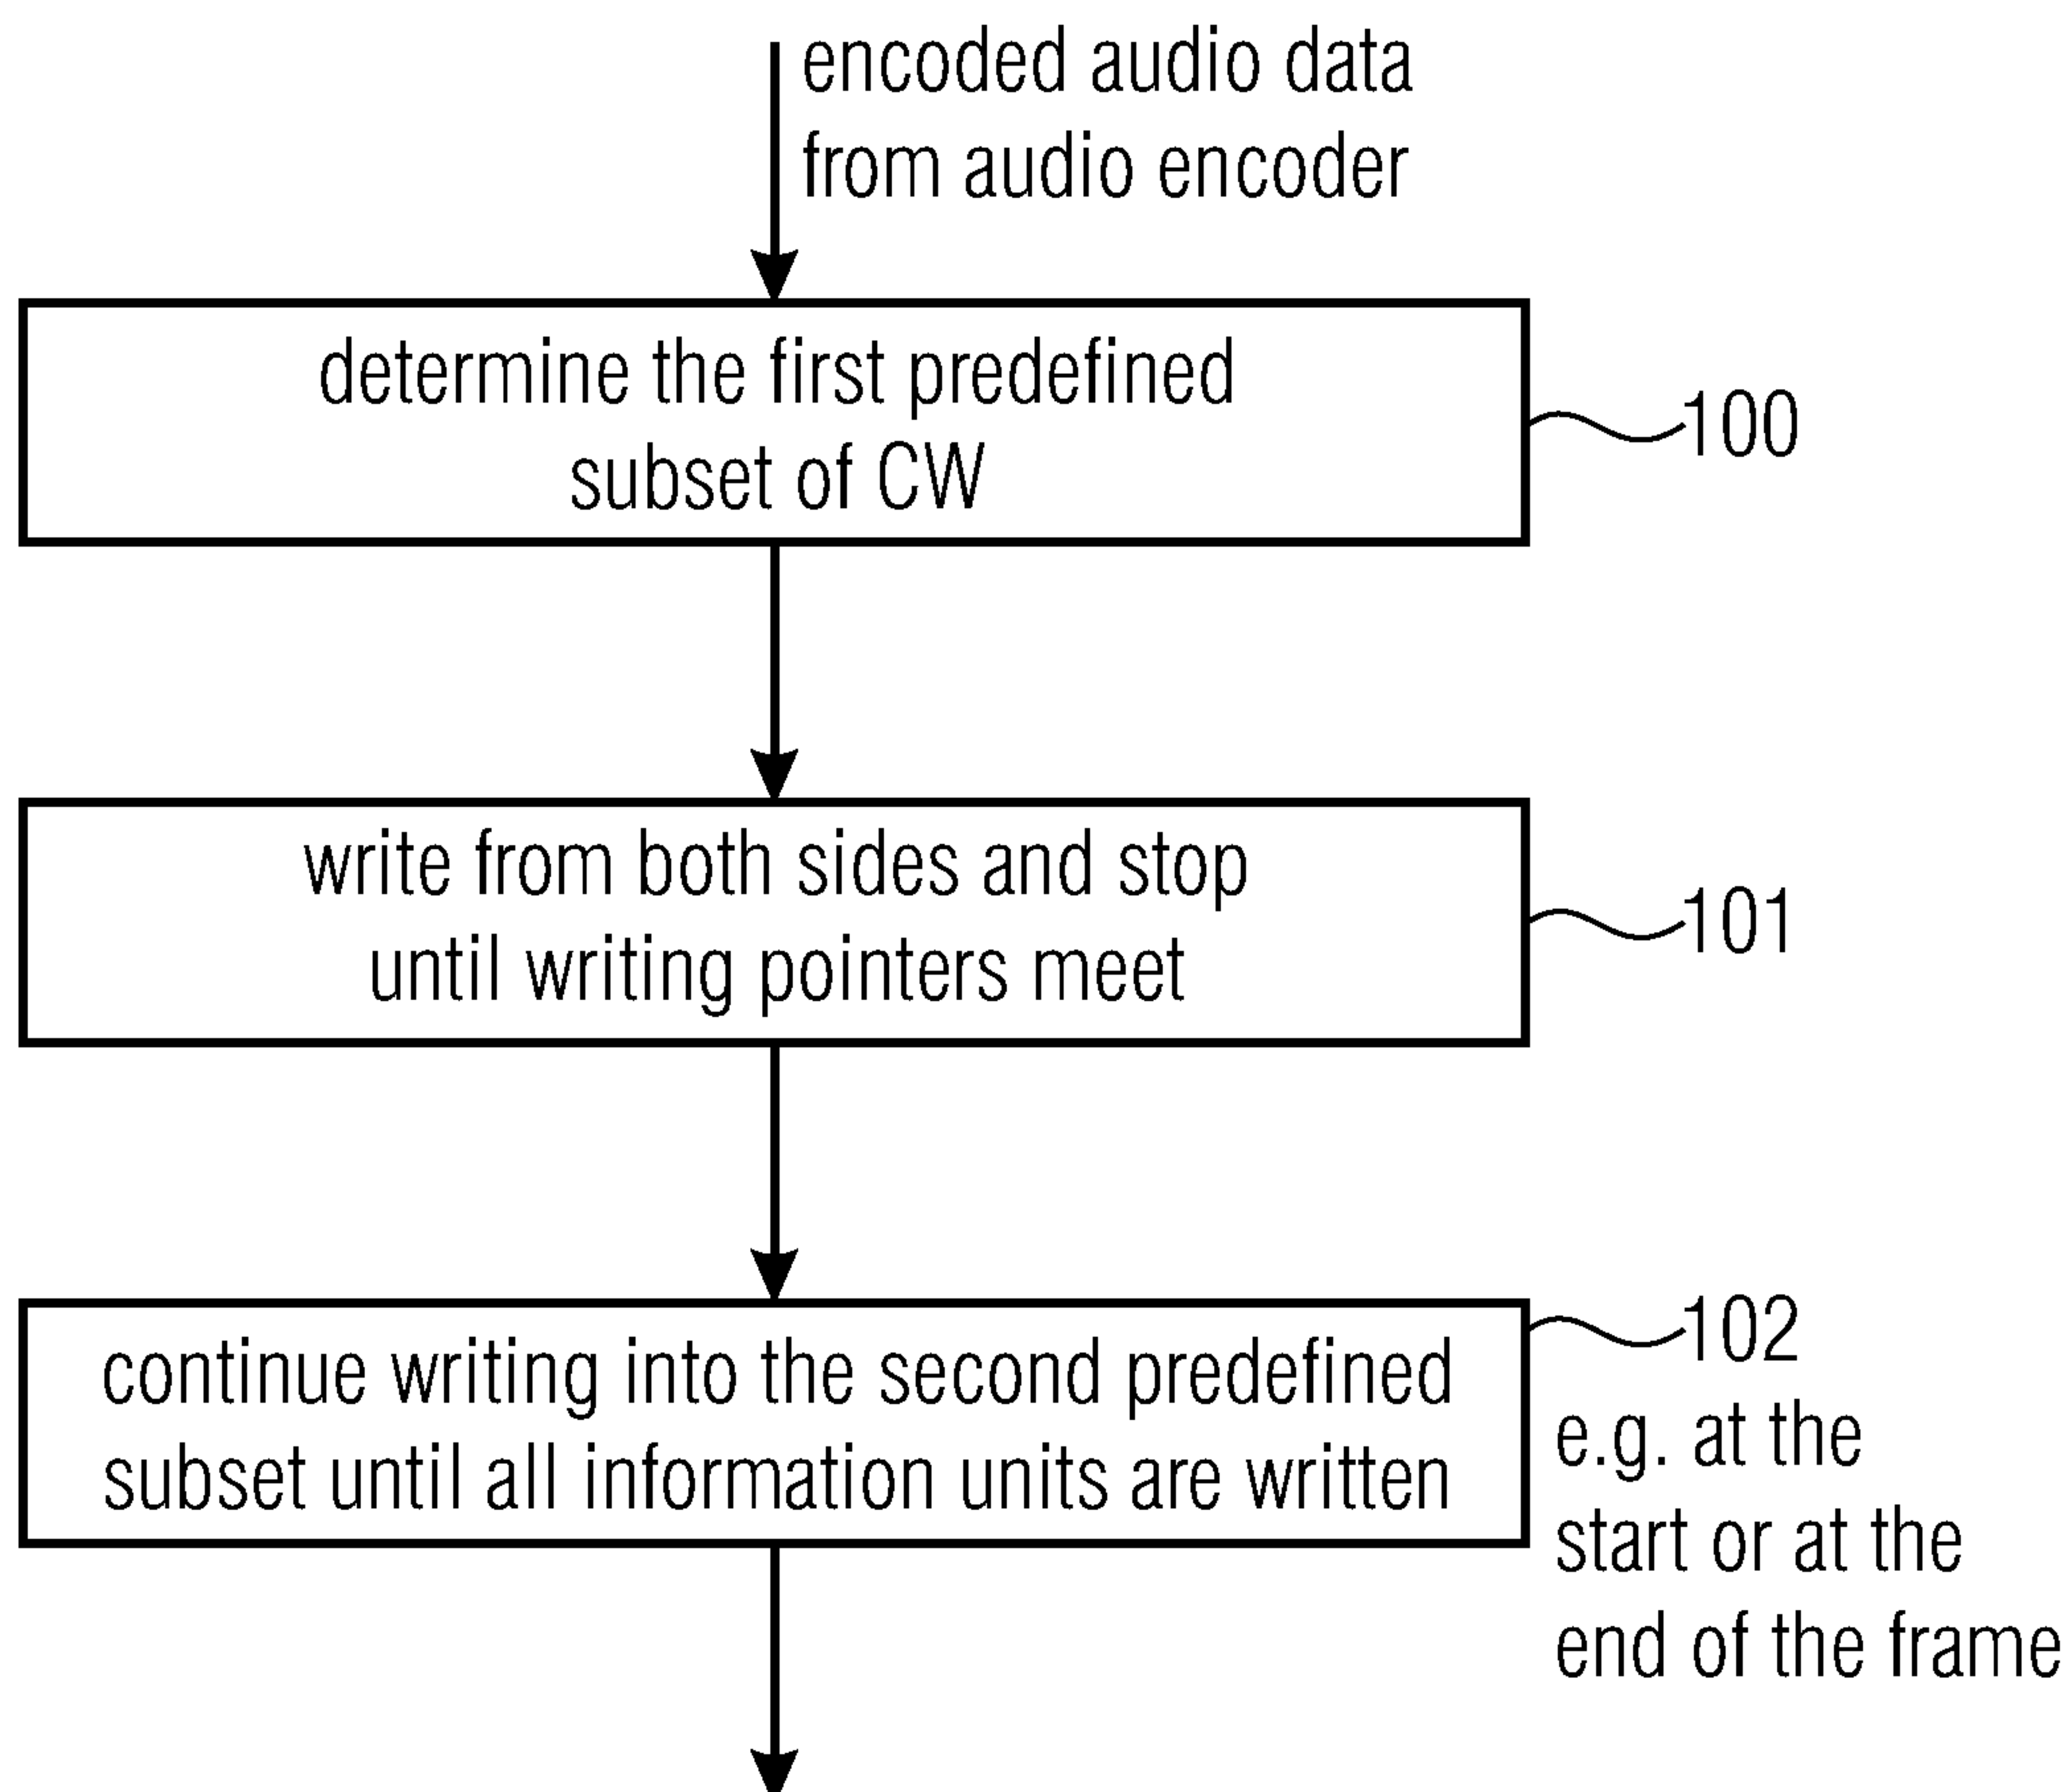 encoded audio data
from audio encoder
determine the first predefined
subset of CW
100
write from both sides and stop
until writing pointers meet
101
continue writing into the second predefined
subset until all information units are written
102
e.g. at the
start or at the
end of the frame